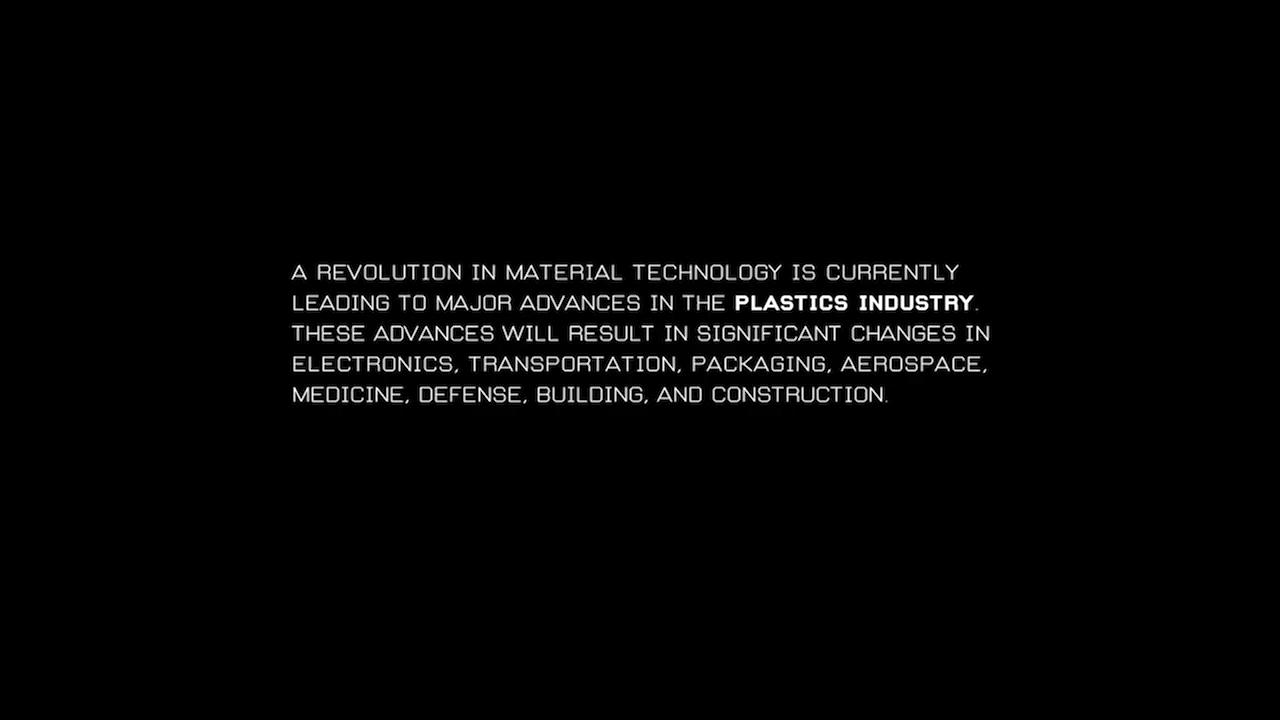 A REVOLUTION IN MATERIAL TECHNOLOGY IS CURRENTLY
LEADING TO MAJOR ADVANCES IN THE PLASTICS INDUSTRY.
THESE ADVANCES WILL RESULT IN SIGNIFICANT CHANGES IN
ELECTRONICS, TRANSPORTATION, PACKAGING, AEROSPACE,
MEDICINE, DEFENSE, BUILDING, AND CONSTRUCTION.